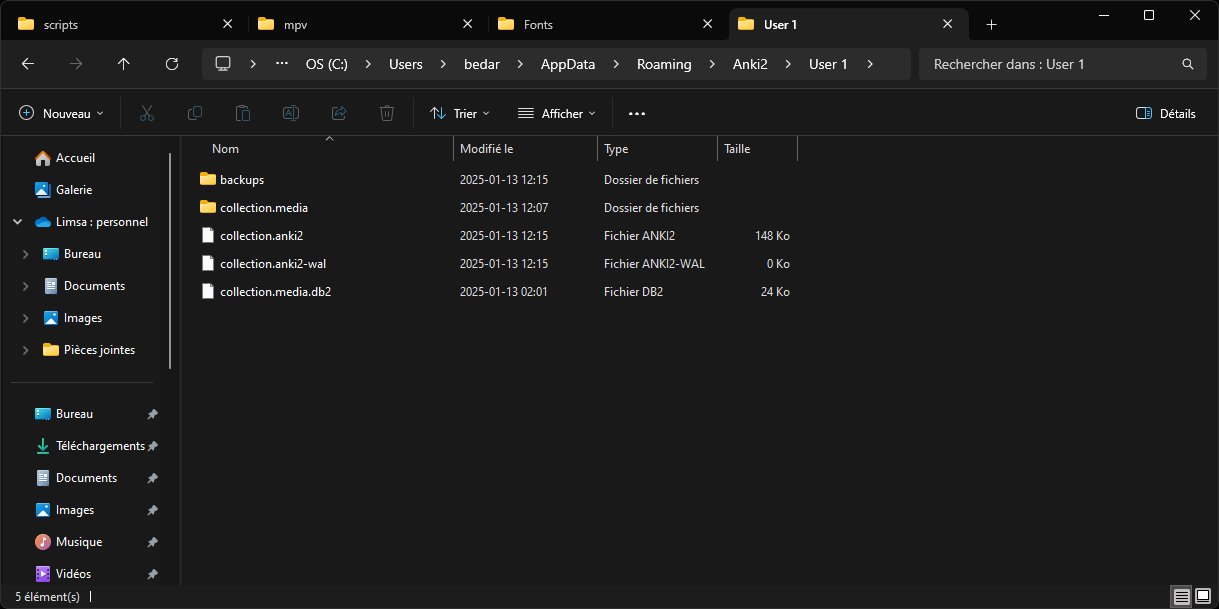 scripts
mpv
Fonts
User 1
OS (C:) Users bedar AppData Roaming Anki2 User 1
Rechercher dans : User 1
Nouveau
Trier
Afficher
Détails
Nom Modifié le Type Taille
backups 2025-01-13 12:15 Dossier de fichiers
collection.media 2025-01-13 12:07 Dossier de fichiers
collection.anki2 2025-01-13 12:15 Fichier ANKI2 148 Ko
collection.anki2-wal 2025-01-13 12:15 Fichier ANKI2-WAL 0 Ko
collection.media.db2 2025-01-13 02:01 Fichier DB2 24 Ko
Accueil
Galerie
Limsa : personnel
Bureau
Documents
Images
Pièces jointes
Bureau
Téléchargements
Documents
Images
Musique
Vidéos
5 élément(s)